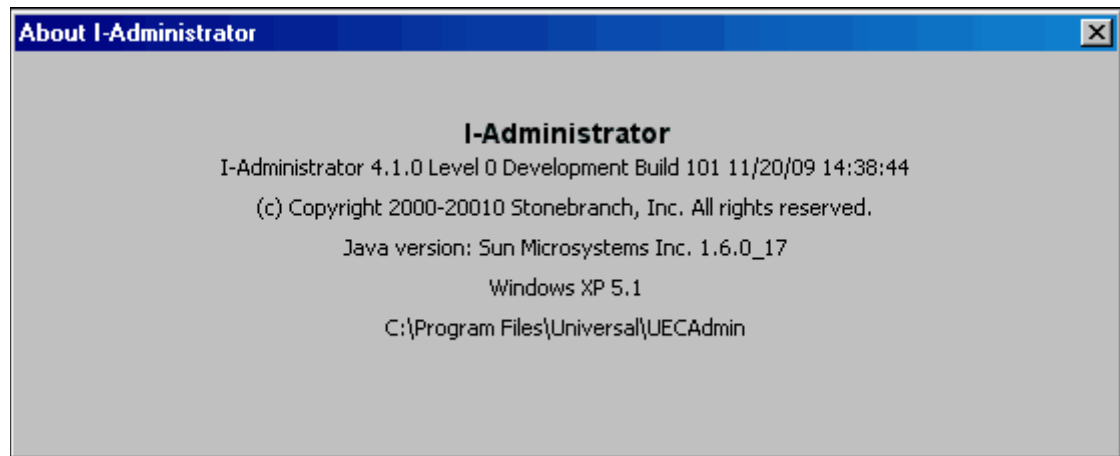 About I-Administrator
I-Administrator
I-Administrator 4.1.0 Level 0 Development Build 101 11/20/09 14:38:44
(c) Copyright 2000-20010 Stonebranch, Inc. All rights reserved.
Java version: Sun Microsystems Inc. 1.6.0_17
Windows XP 5.1
C:\Program Files\Universal\UECAdmin